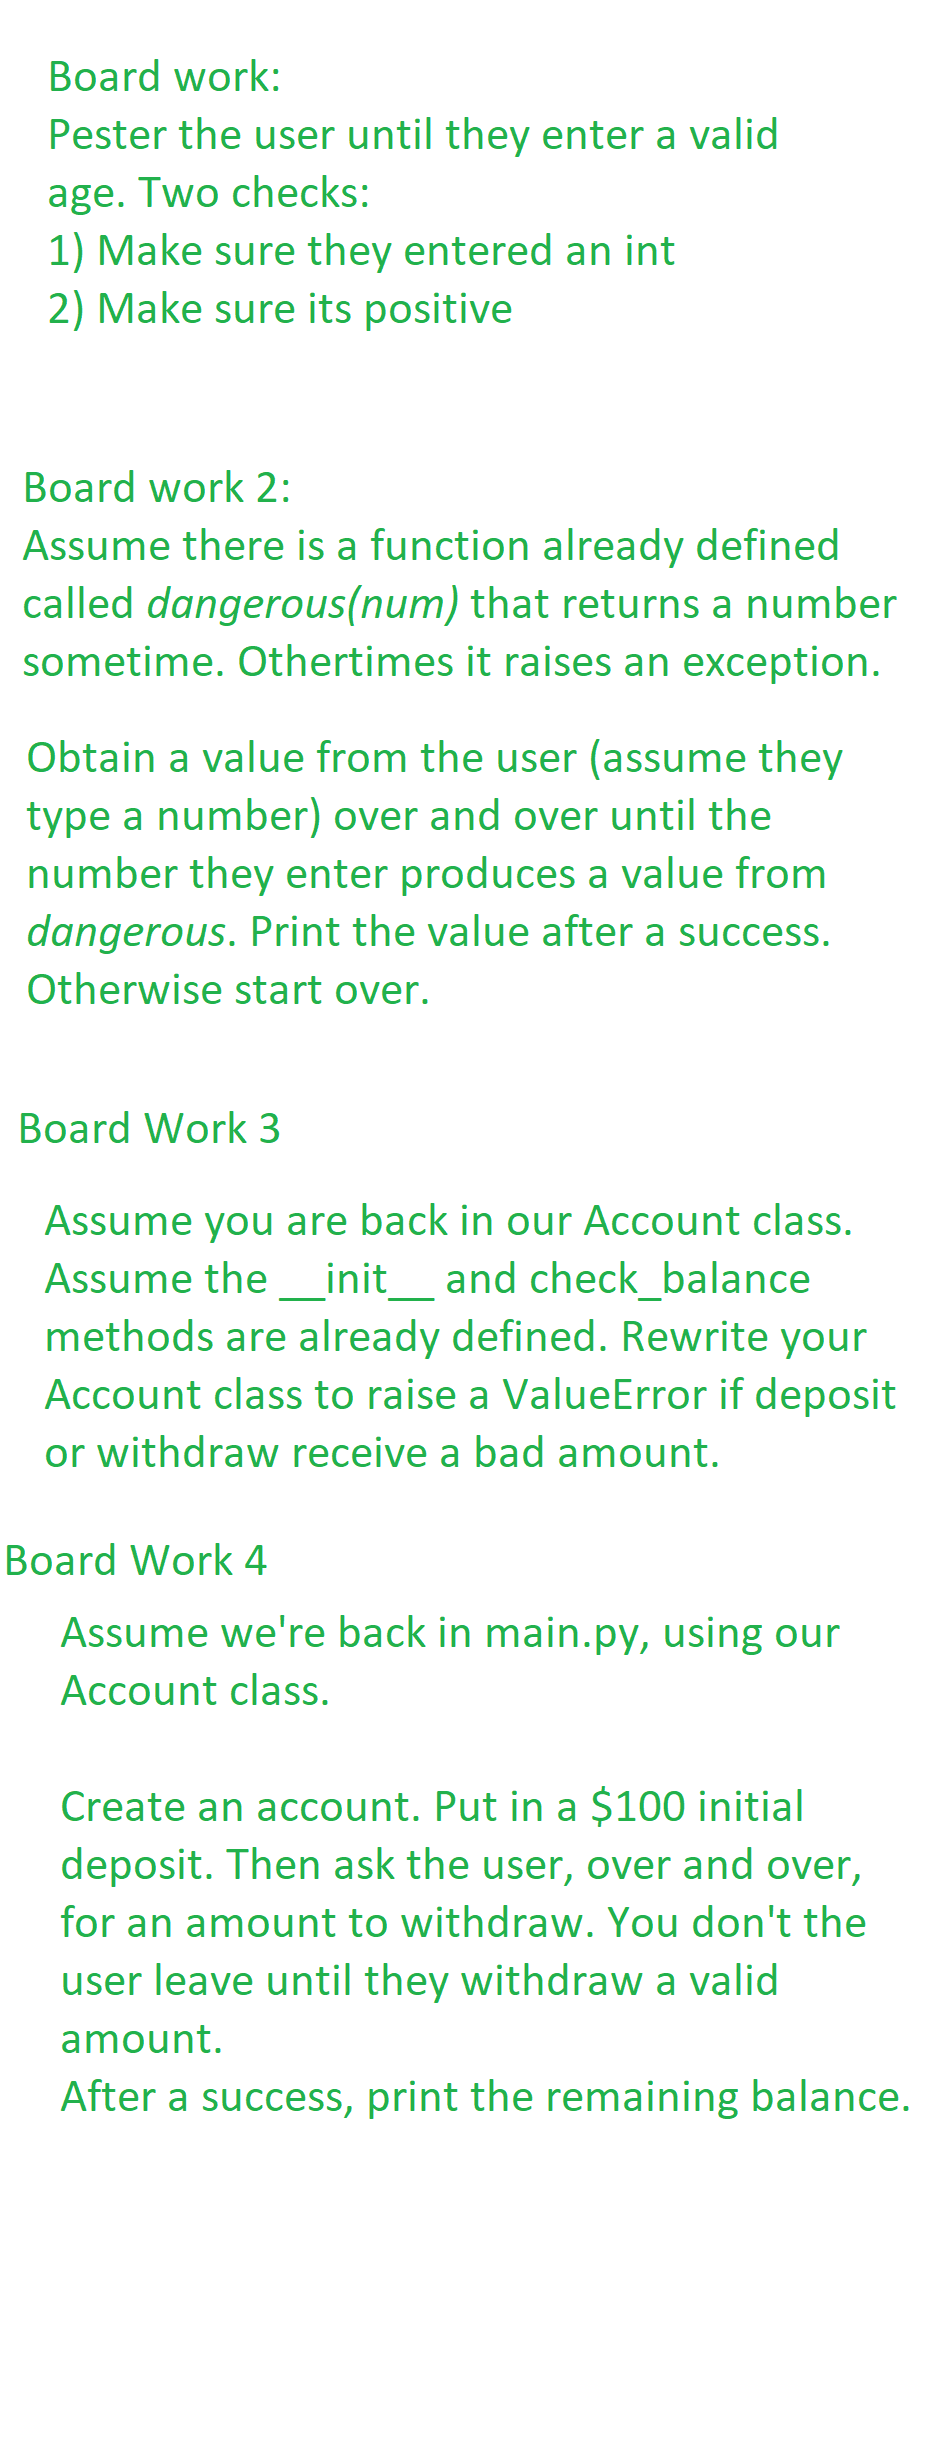 Board work:
Pester the user until they enter a valid
age. Two checks:
1) Make sure they entered an int
2) Make sure its positive
Board work 2:
Assume there is a function already defined
called dangerous(num) that returns a number
sometime. Othertimes it raises an exception.
Obtain a value from the user (assume they
type a number) over and over until the
number they enter produces a value from
dangerous. Print the value after a success.
Otherwise start over.
Board Work 3
Assume you are back in our Account class.
Assume the __init__ and check_balance
methods are already defined. Rewrite your
Account class to raise a ValueError if deposit
or withdraw receive a bad amount.
Board Work 4
Assume we're back in main.py, using our
Account class.
Create an account. Put in a $100 initial
deposit. Then ask the user, over and over,
for an amount to withdraw. You don't the
user leave until they withdraw a valid
amount.
After a success, print the remaining balance.